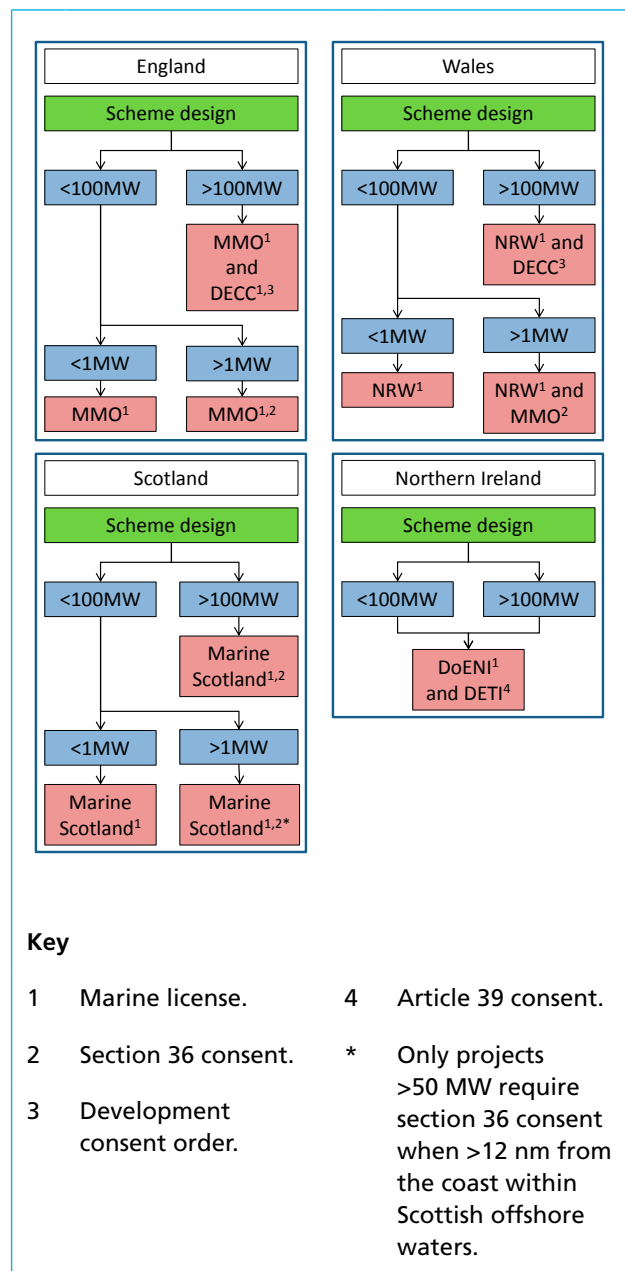 England
Scheme design
<100MW
>100MW
MMO¹
and
DECC¹,³
<1MW
>1MW
MMO¹
MMO¹,²
Wales
Scheme design
<100MW
>100MW
NRW¹ and
DECC³
<1MW
>1MW
NRW¹
NRW¹ and
MMO²
Scotland
Scheme design
<100MW
>100MW
Marine
Scotland¹,²
<1MW
>1MW
Marine
Scotland¹
Marine
Scotland¹,²*
Northern Ireland
Scheme design
<100MW
>100MW
DoENI¹
and DETI⁴
Key
1 Marine license.
2 Section 36 consent.
3 Development
consent order.
4 Article 39 consent.
* Only projects
>50 MW require
section 36 consent
when >12 nm from
the coast within
Scottish offshore
waters.